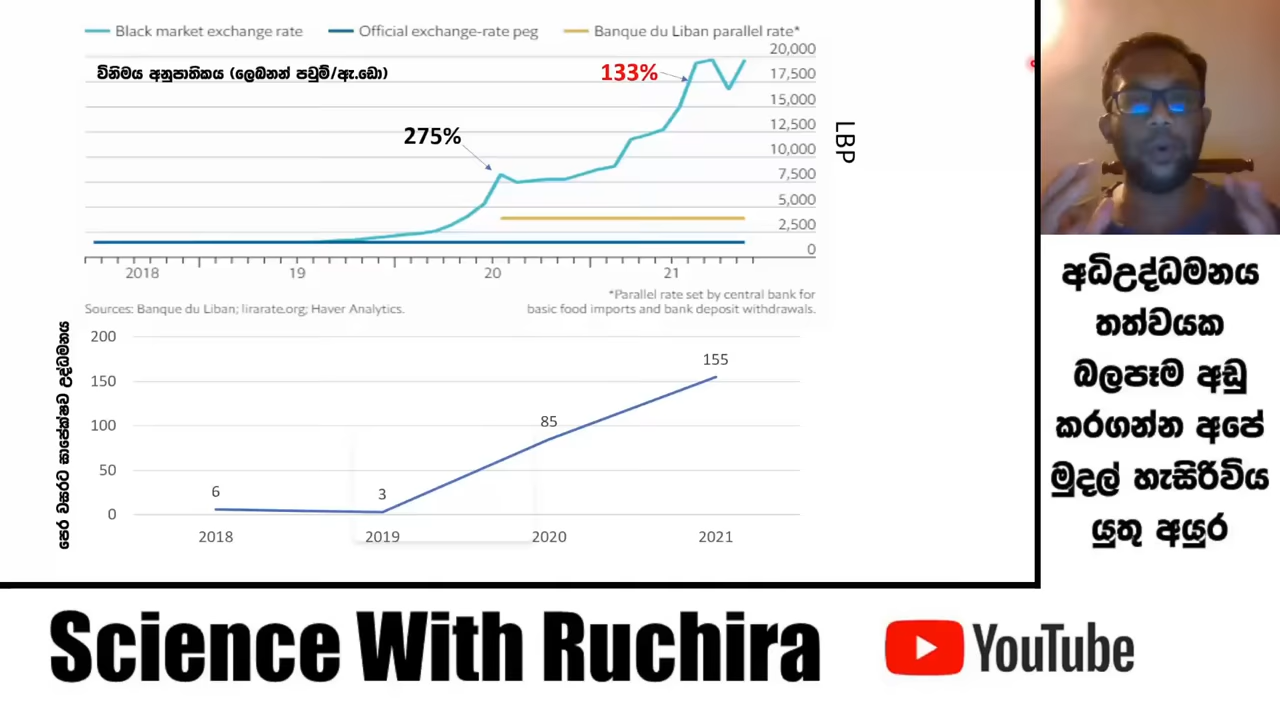 Black market exchange rate
Official exchange-rate peg
Banque du Liban parallel rate*
විනිමය අනුපාතිකය (ලෙබනන් පවුම්/ඇ.ඩො)
133%
275%
20,000
17,500
15,000
12,500
10,000
7,500
5,000
2,500
0
LBP
2018
19
20
21
*Parallel rate set by central bank for
basic food imports and bank deposit withdrawals.
Sources: Banque du Liban; lirarate.org; Haver Analytics.
පෙර වසරට සාපේක්ෂව උද්ධමනය
200
150
100
50
0
6
3
85
155
2018
2019
2020
2021
අධිඋද්ධමනය
තත්වයක
බලපෑම අඩු
කරගන්න අපේ
මුදල් හැසිරිවිය
යුතු අයුර
Science With Ruchira
YouTube